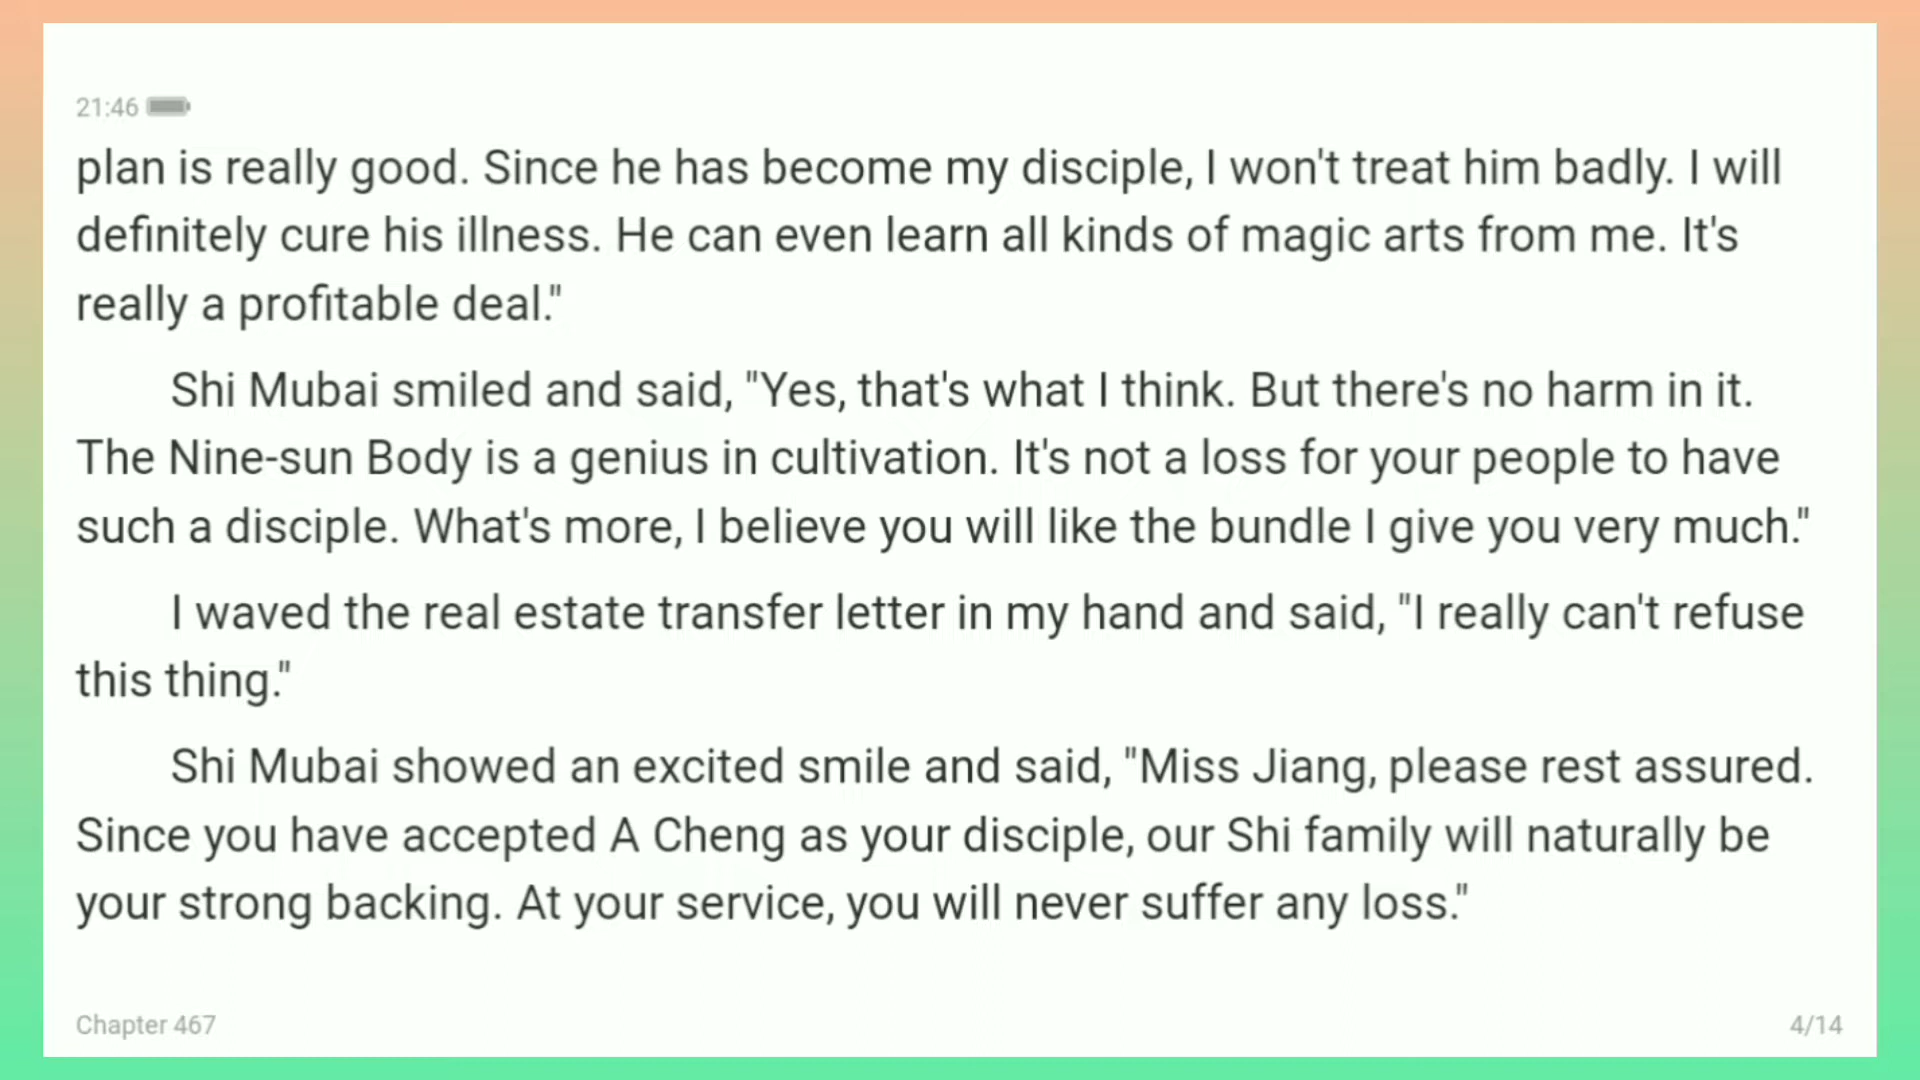 21:46
plan is really good. Since he has become my disciple, I won't treat him badly. I will
definitely cure his illness. He can even learn all kinds of magic arts from me. It's
really a profitable deal."
Shi Mubai smiled and said, "Yes, that's what I think. But there's no harm in it.
The Nine-sun Body is a genius in cultivation. It's not a loss for your people to have
such a disciple. What's more, I believe you will like the bundle I give you very much."
I waved the real estate transfer letter in my hand and said, "I really can't refuse
this thing."
Shi Mubai showed an excited smile and said, "Miss Jiang, please rest assured.
Since you have accepted A Cheng as your disciple, our Shi family will naturally be
your strong backing. At your service, you will never suffer any loss."
Chapter 467
4/14